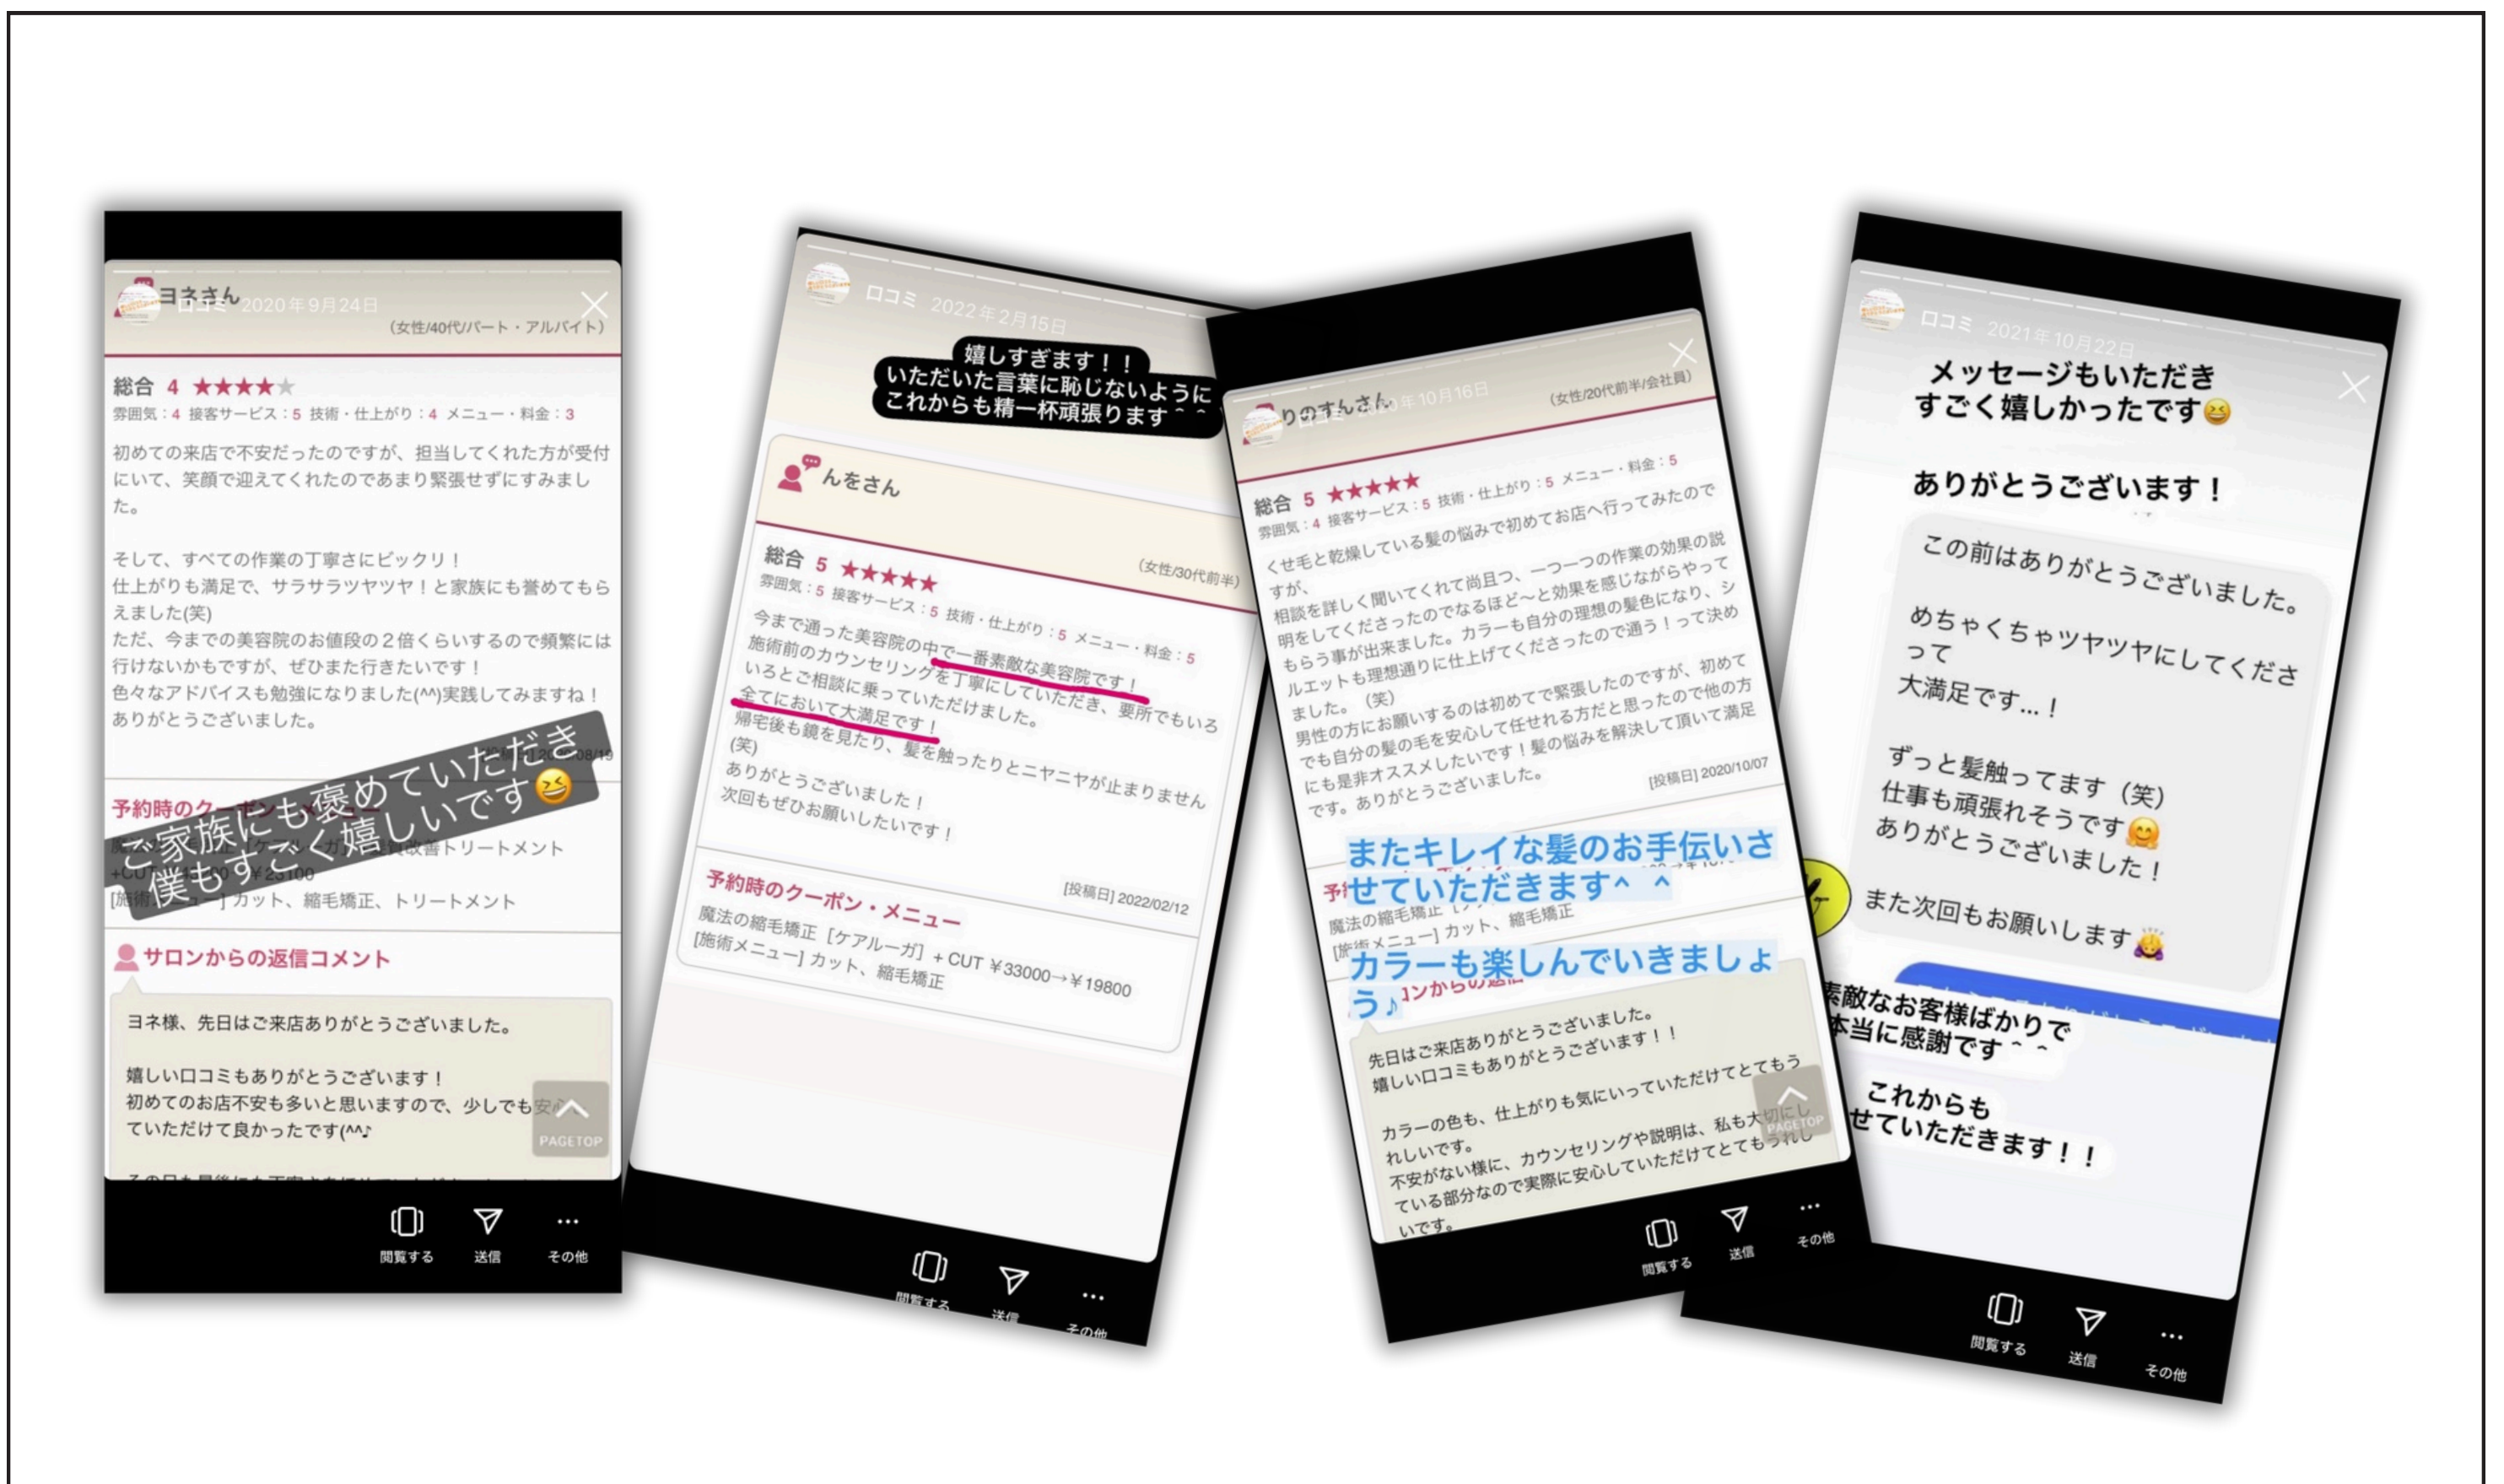 ヨネさん
口コミ 2020年9月24日
(女性/40代/パート・アルバイト)
総合 4 ★★★★★
雰囲気:4 接客サービス:5 技術・仕上がり:4 メニュー・料金:3
初めての来店で不安だったのですが、担当してくれた方が受付
にいて、笑顔で迎えてくれたのであまり緊張せずにすみまし
た。
そして、すべての作業の丁寧さにビックリ!
仕上がりも満足で、サラサラツヤツヤ!と家族にも誉めてもら
えました(笑)
ただ、今までの美容院のお値段の2倍くらいするので頻繁には
行けないかもですが、ぜひまた行きたいです!
色々なアドバイスも勉強になりました(^^)実践してみますね!
ありがとうございました。
ご家族にも褒めていただき
僕もすごく嬉しいです😆
予約時のクーポン・メニュー
改善トリートメント
+CUT
カット、縮毛矯正、トリートメント
サロンからの返信コメント
ヨネ様、先日はご来店ありがとうございました。
嬉しい口コミもありがとうございます!
初めてのお店不安も多いと思いますので、少しでも安心
ていただけて良かったです(^^♪
PAGETOP
閲覧する 送信 その他
口コミ 2022年2月15日
嬉しすぎます!!
いただいた言葉に恥じないように
これからも精一杯頑張ります^ ^
んをさん
(女性/30代前半)
総合 5 ★★★★★
雰囲気:5 接客サービス:5 技術・仕上がり:5 メニュー・料金:5
今まで通った美容院の中で一番素敵な美容院です!
施術前のカウンセリングを丁寧にしていただき、要所でもいろ
いろとご相談に乗っていただけました。
全てにおいて大満足です!
帰宅後も鏡を見たり、髪を触ったりとニヤニヤが止まりません
(笑)
ありがとうございました!
次回もぜひお願いしたいです!
[投稿日] 2022/02/12
予約時のクーポン・メニュー
魔法の縮毛矯正[ケアルーガ]+ CUT ¥33000→¥19800
[施術メニュー] カット、縮毛矯正
閲覧する 送信 その他
りのすんさん
口コミ 2020年10月16日
(女性/20代前半/会社員)
総合 5 ★★★★★
雰囲気:4 接客サービス:5 技術・仕上がり:5 メニュー・料金:5
くせ毛と乾燥している髪の悩みで初めてお店へ行ってみたので
すが、
相談を詳しく聞いてくれて尚且つ、一つ一つの作業の効果の説
明をしてくださったのでなるほど〜と効果を感じながらやって
もらう事が出来ました。カラーも自分の理想の髪色になり、シ
ルエットも理想通りに仕上げてくださったので通う!って決め
ました。(笑)
男性の方にお願いするのは初めてで緊張したのですが、初めて
でも自分の髪の毛を安心して任せれる方だと思ったので他の方
にも是非オススメしたいです!髪の悩みを解決して頂いて満足
です。ありがとうございました。
[投稿日] 2020/10/07
またキレイな髪のお手伝いさ
せていただきます^ ^
魔法の縮毛矯正
[施術メニュー] カット、縮毛矯正
カラーも楽しんでいきましょ
う♪
先日はご来店ありがとうございました。
嬉しい口コミもありがとうございます!!
カラーの色も、仕上がりも気にいっていただけてとてもう
れしいです。
不安がない様に、カウンセリングや説明は、私も大切にし
ている部分なので実際に安心していただけてとてもうれし
いです。
PAGETOP
閲覧する 送信 その他
口コミ 2021年10月22日
メッセージもいただき
すごく嬉しかったです😆
ありがとうございます!
この前はありがとうございました。
めちゃくちゃツヤツヤにしてくださ
って
大満足です...!
ずっと髪触ってます(笑)
仕事も頑張れそうです🤗
ありがとうございました!
また次回もお願いします🙇‍♀️
素敵なお客様ばかりで
本当に感謝です^ ^
これからも
せていただきます!!
閲覧する 送信 その他